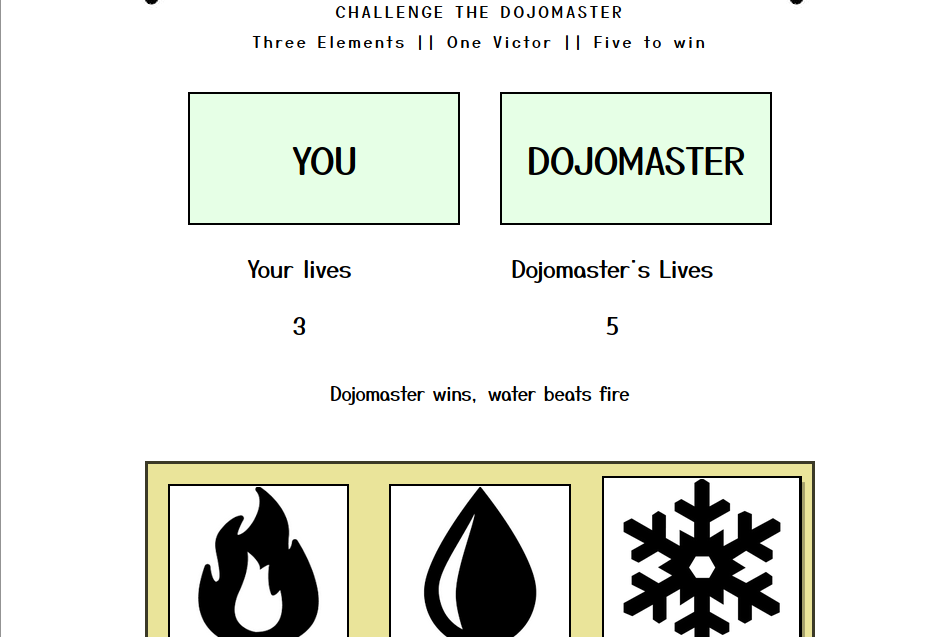 CHALLENGE THE DOJOMASTER
Three Elements || One Victor || Five to win
YOU
DOJOMASTER
Your lives
Dojomaster's Lives
3
5
Dojomaster wins, water beats fire